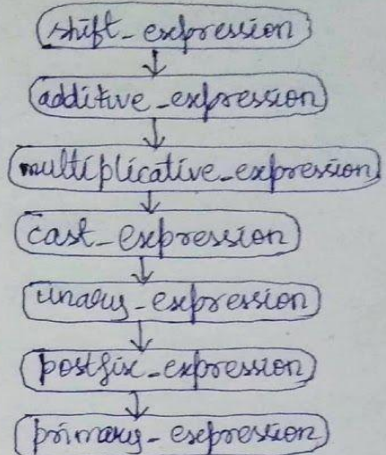 shift_expression
additive_expression
multiplicative_expression
cast_expression
unary_expression
postfix_expression
primary_expression